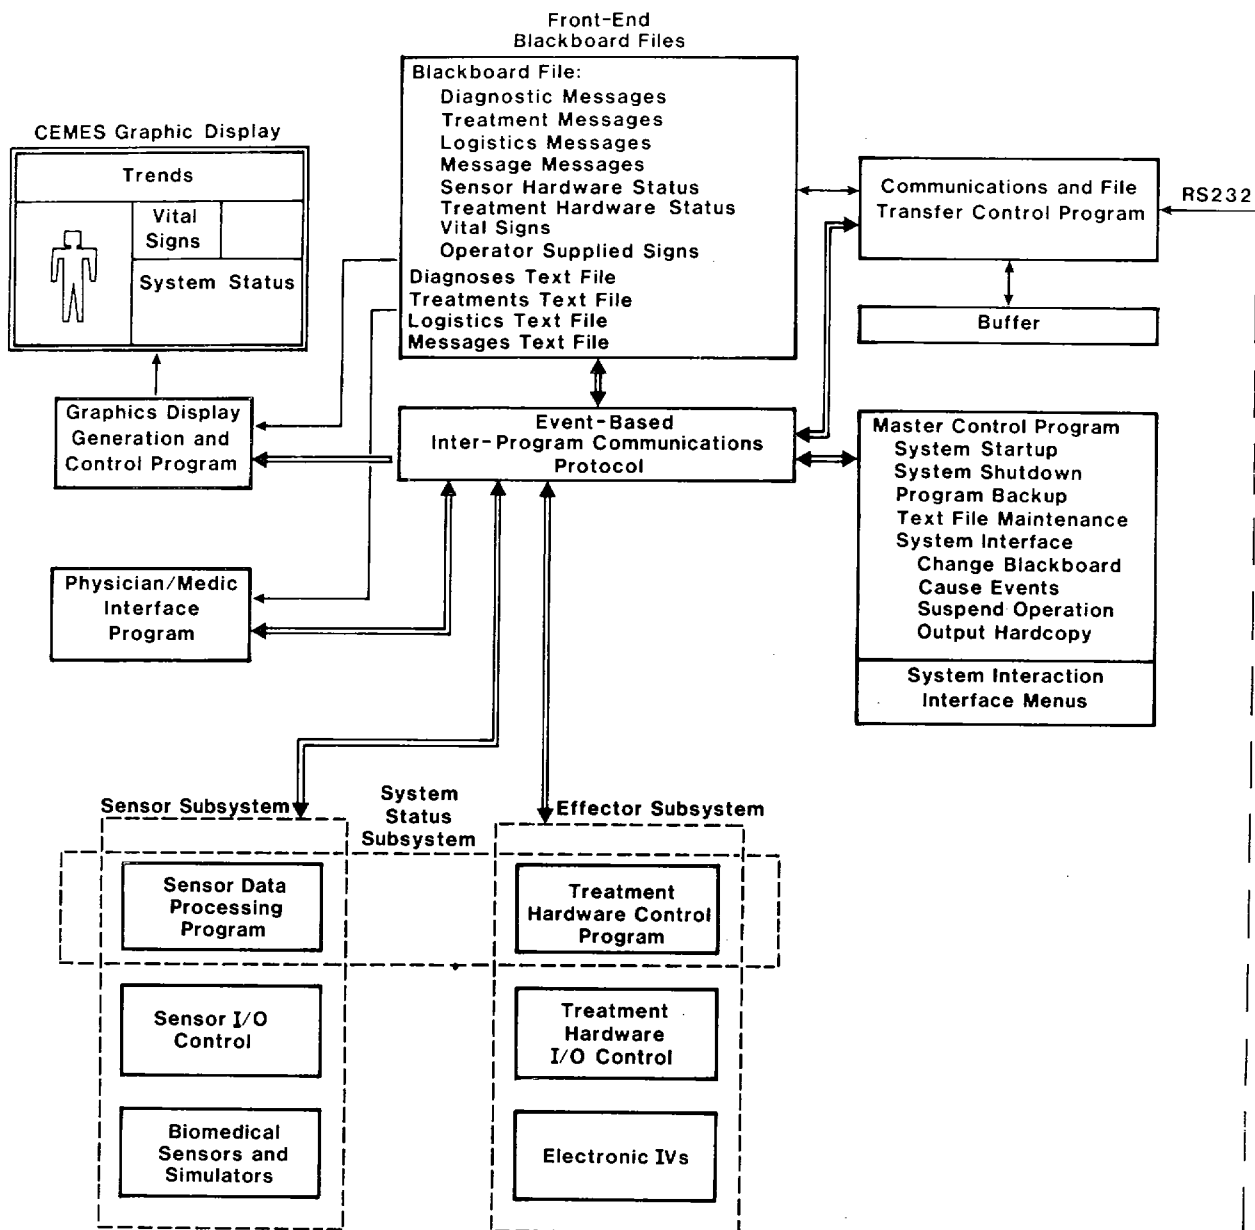 Front-End
Blackboard Files
Blackboard File:
Diagnostic Messages
Treatment Messages
Logistics Messages
Message Messages
Sensor Hardware Status
Treatment Hardware Status
Vital Signs
Operator Supplied Signs
Diagnoses Text File
Treatments Text File
Logistics Text File
Messages Text File
CEMES Graphic Display
Trends
Vital
Signs
System Status
Communications and File
Transfer Control Program
RS232
Buffer
Graphics Display
Generation and
Control Program
Event-Based
Inter-Program Communications
Protocol
Master Control Program
System Startup
System Shutdown
Program Backup
Text File Maintenance
System Interface
Change Blackboard
Cause Events
Suspend Operation
Output Hardcopy
System Interaction
Interface Menus
Physician/Medic
Interface
Program
Sensor Subsystem
System
Status
Subsystem
Effector Subsystem
Sensor Data
Processing
Program
Treatment
Hardware Control
Program
Sensor I/O
Control
Treatment
Hardware
I/O Control
Biomedical
Sensors and
Simulators
Electronic IVs